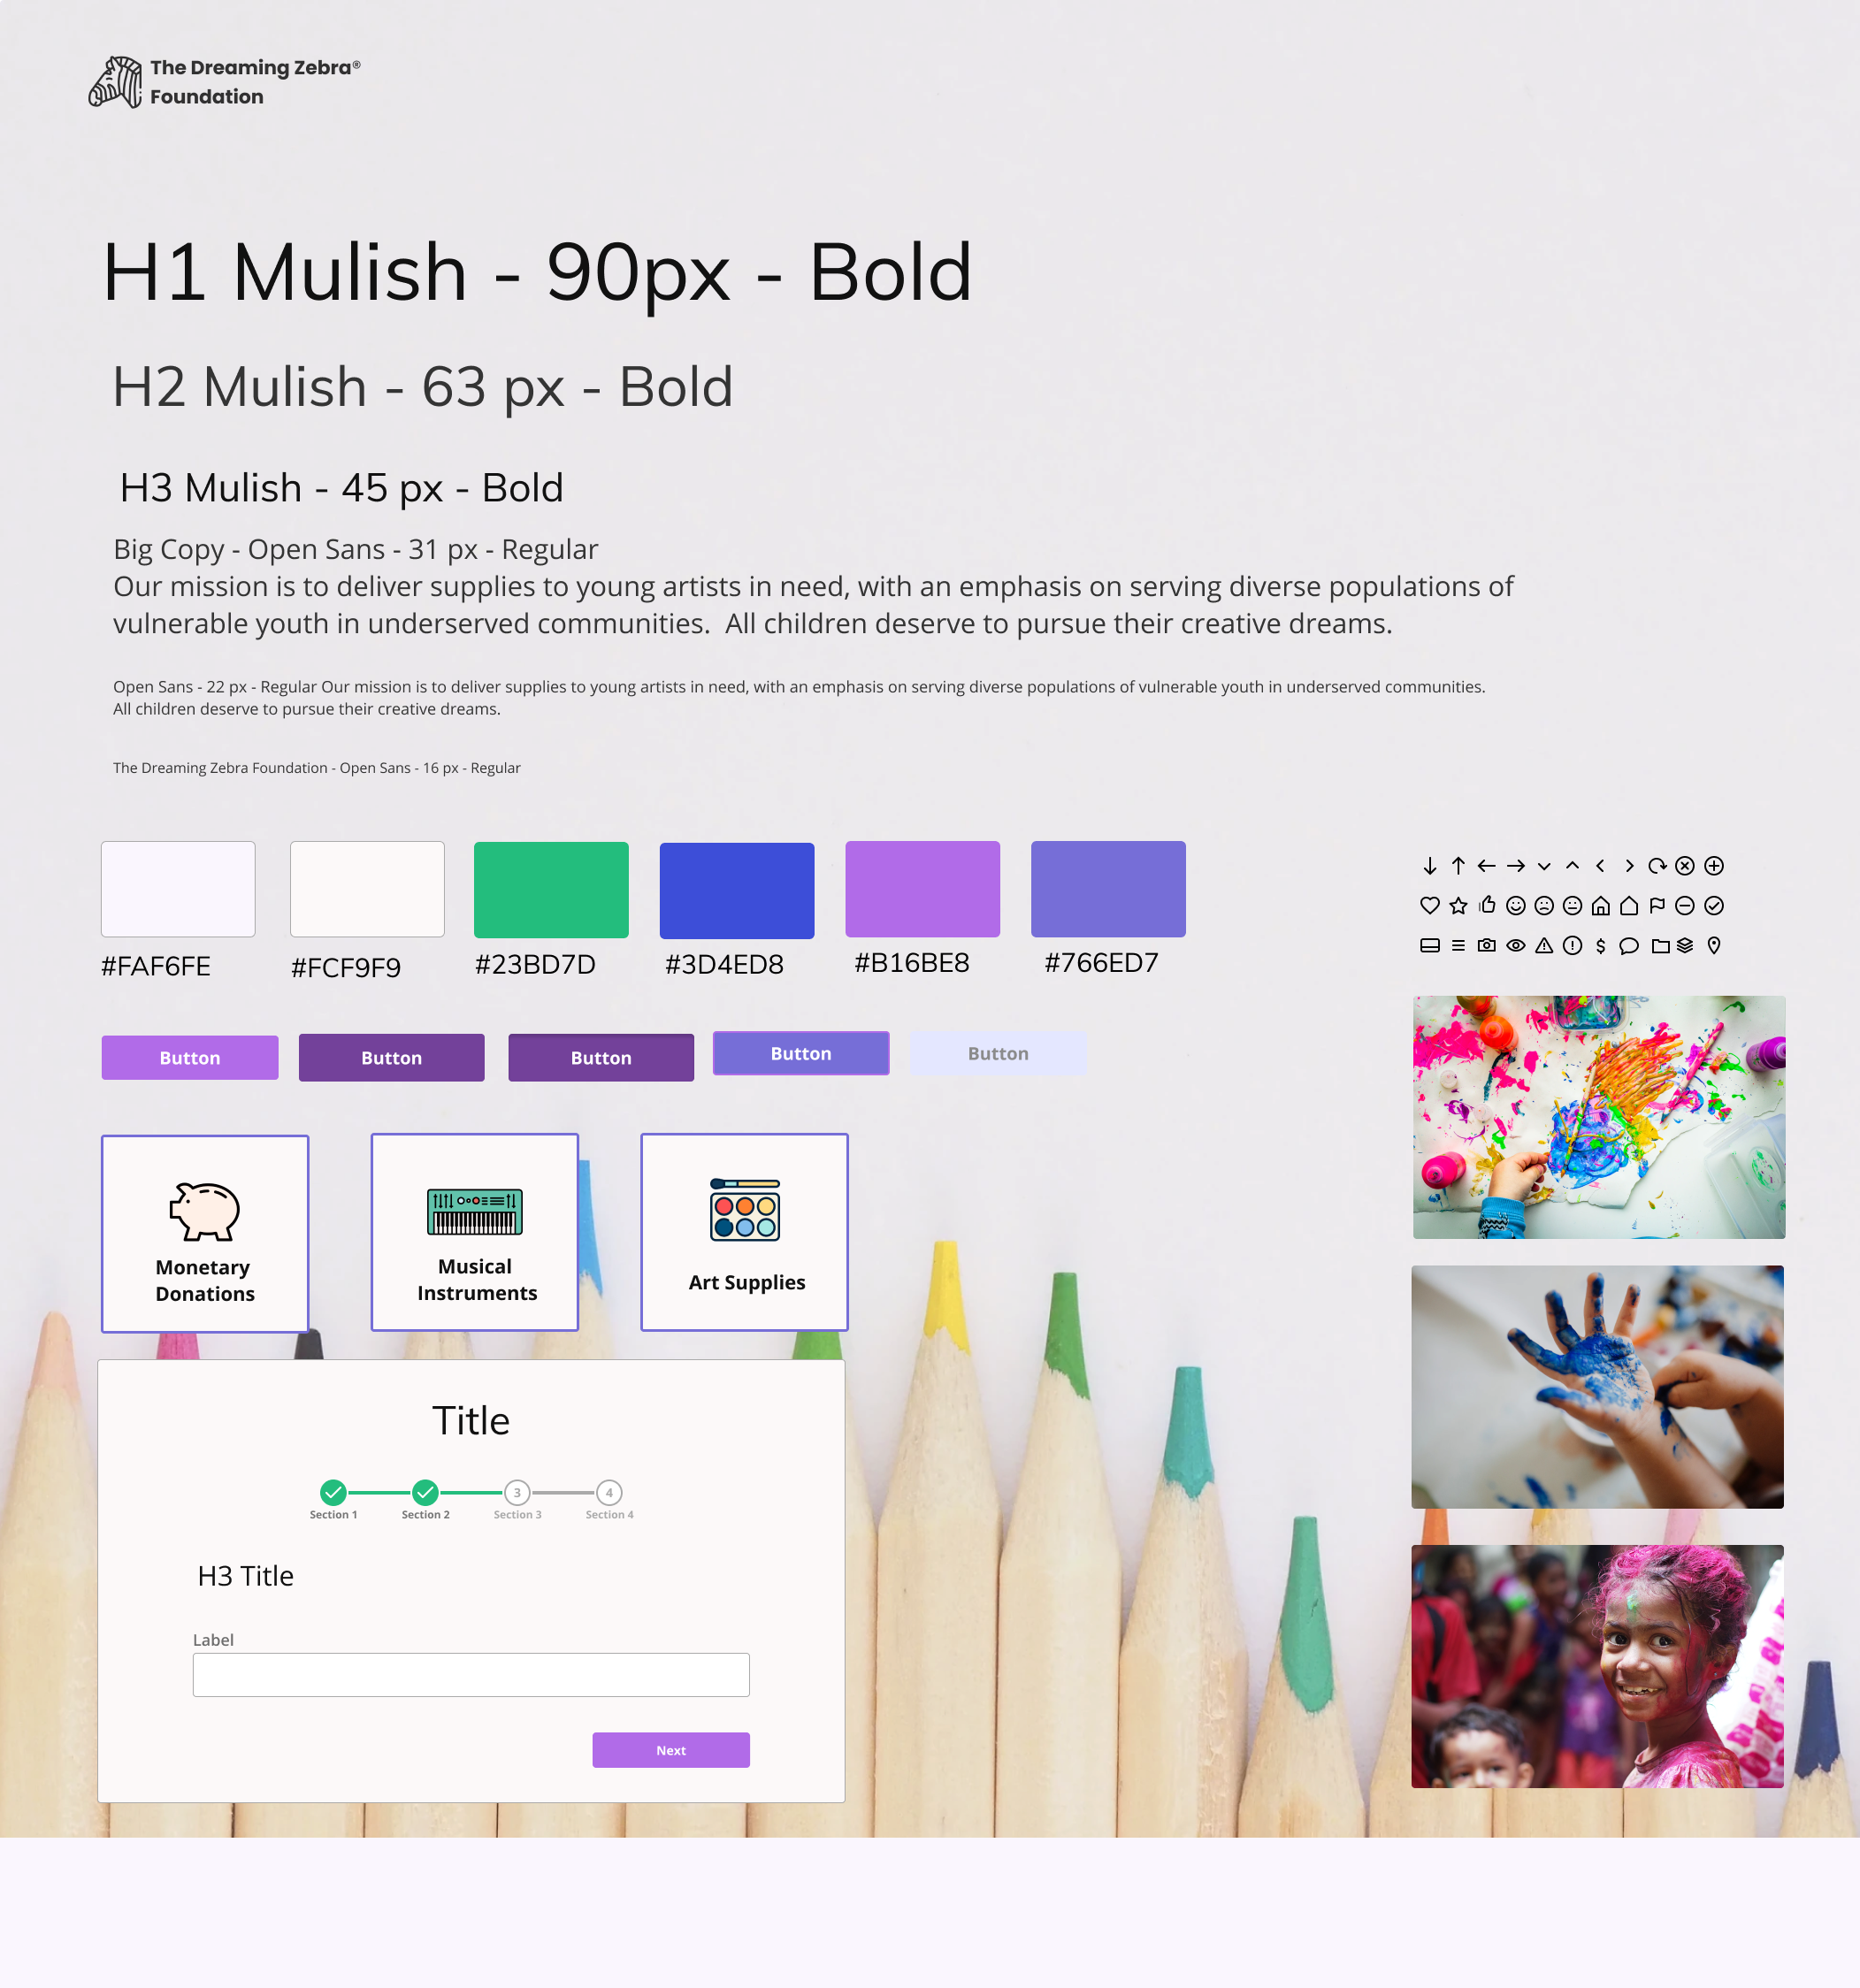 The Dreaming Zebra®
Foundation
H1 Mulish - 90px - Bold
H2 Mulish - 63 px - Bold
H3 Mulish - 45 px - Bold
Big Copy - Open Sans - 31 px - Regular
Our mission is to deliver supplies to young artists in need, with an emphasis on serving diverse populations of
vulnerable youth in underserved communities.  All children deserve to pursue their creative dreams.
Open Sans - 22 px - Regular Our mission is to deliver supplies to young artists in need, with an emphasis on serving diverse populations of vulnerable youth in underserved communities.
All children deserve to pursue their creative dreams.
The Dreaming Zebra Foundation - Open Sans - 16 px - Regular
#FAF6FE #FCF9F9 #23BD7D #3D4ED8 #B16BE8 #766ED7
Button Button Button Button Button
Monetary
Donations
Musical
Instruments
Art Supplies
Title
3 4
Section 1 Section 2 Section 3 Section 4
H3 Title
Label
Next